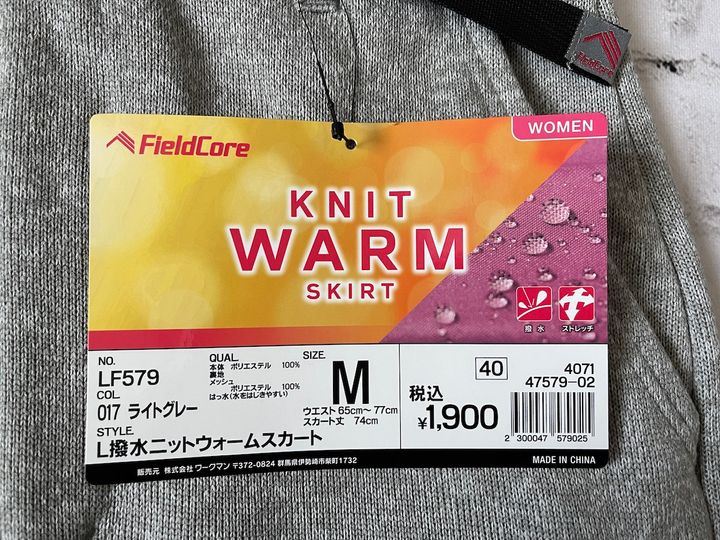 FieldCore
WOMEN
KNIT
WARM
SKIRT
撥水
ストレッチ
NO.
LF579
COL.
017 ライトグレー
STYLE.
L撥水ニットウォームスカート
QUAL.
本体 ポリエステル 100%
裏地
メッシュ
ポリエステル 100%
はっ水(水をはじきやすい)
SIZE.
M
ウエスト 65cm~77cm
スカート丈 74cm
40
4071
47579-02
税込
¥1,900
2 300047 579025
販売元 株式会社 ワークマン 〒372-0824 群馬県伊勢崎市柴町1732
MADE IN CHINA